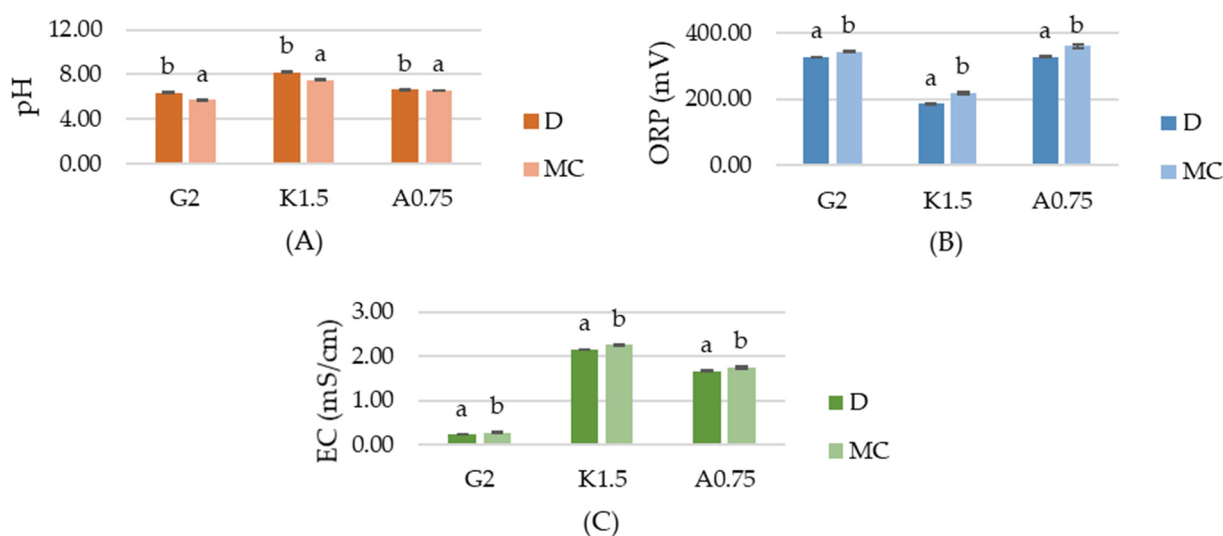 12.00
8.00
4.00
0.00
pH
b a b a b a
G2 K1.5 A0.75
D
MC
(A)
400.00
200.00
0.00
ORP (mV)
a b a b a b
G2 K1.5 A0.75
D
MC
(B)
3.00
2.00
1.00
0.00
EC (mS/cm)
a b a b a b
G2 K1.5 A0.75
D
MC
(C)